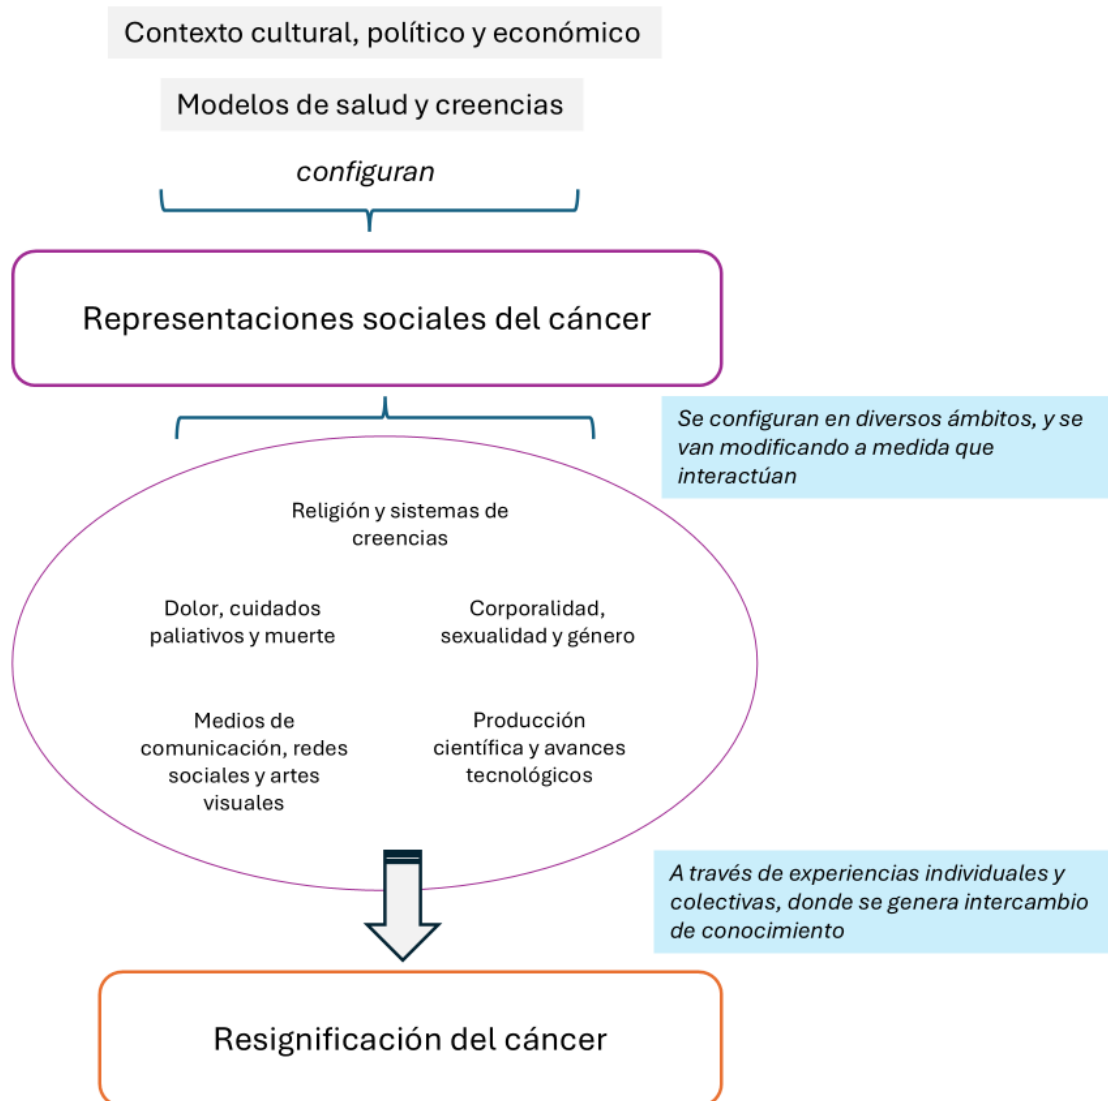 Contexto cultural, político y económico
Modelos de salud y creencias
configuran
Representaciones sociales del cáncer
Se configuran en diversos ámbitos, y se
van modificando a medida que
interactúan
Religión y sistemas de
creencias
Dolor, cuidados
paliativos y muerte
Corporalidad,
sexualidad y género
Medios de
comunicación, redes
sociales y artes
visuales
Producción
científica y avances
tecnológicos
A través de experiencias individuales y
colectivas, donde se genera intercambio
de conocimiento
Resignificación del cáncer